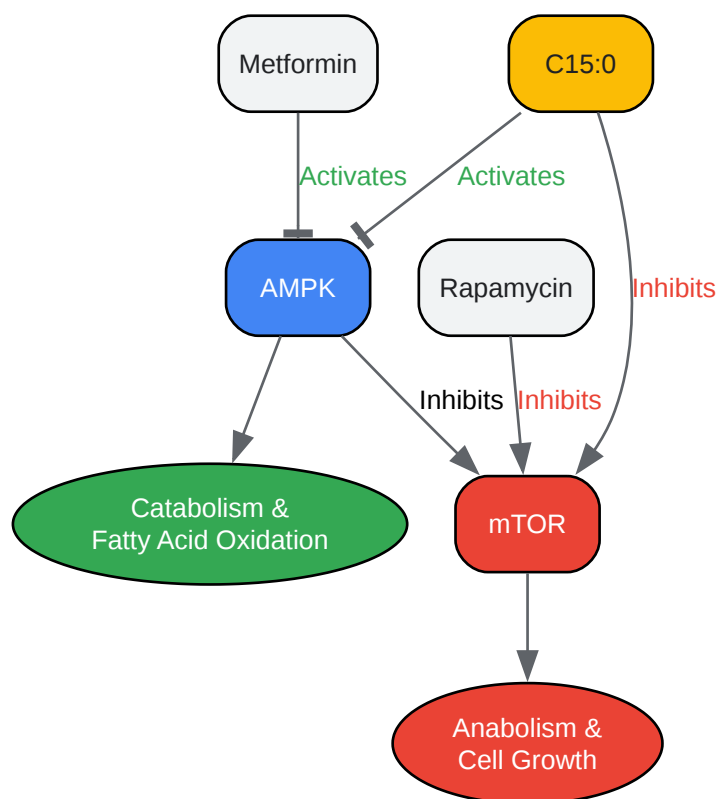 Metformin
C15:0
Activates
Activates
AMPK
Rapamycin
Inhibits
Inhibits
Inhibits
Catabolism &
Fatty Acid Oxidation
mTOR
Anabolism &
Cell Growth